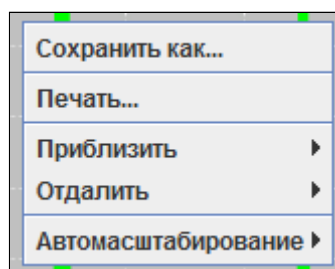 Сохранить как...
Печать...
Приблизить
Отдалить
Автомасштабирование